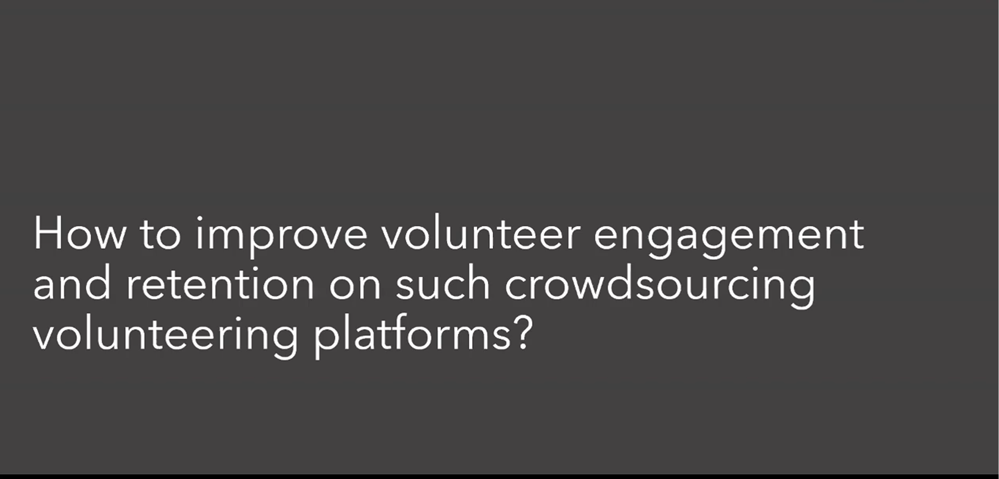 How to improve volunteer engagement
and retention on such crowdsourcing
volunteering platforms?